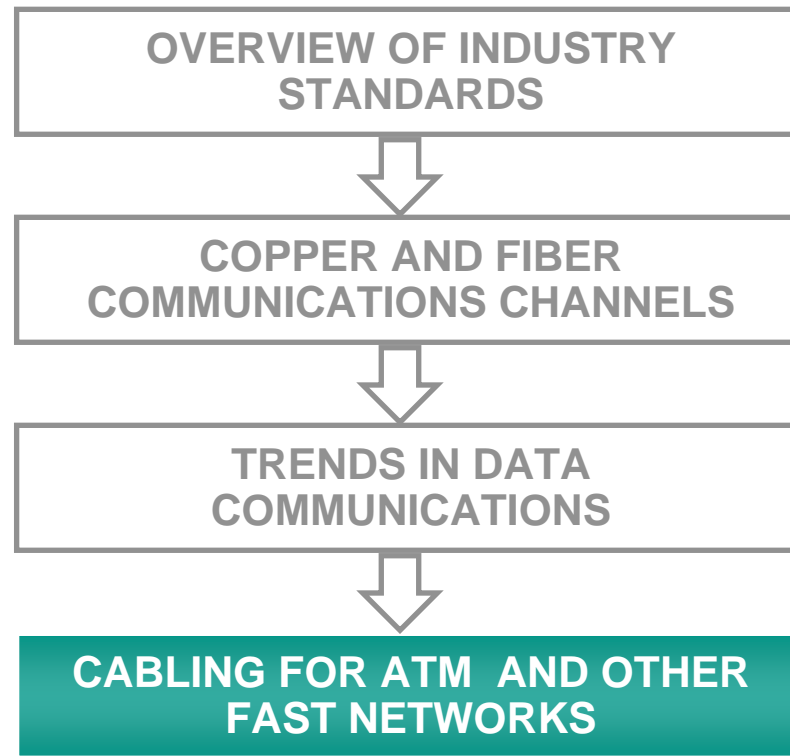 OVERVIEW OF INDUSTRY
STANDARDS
COPPER AND FIBER
COMMUNICATIONS CHANNELS
TRENDS IN DATA
COMMUNICATIONS
CABLING FOR ATM  AND OTHER
FAST NETWORKS